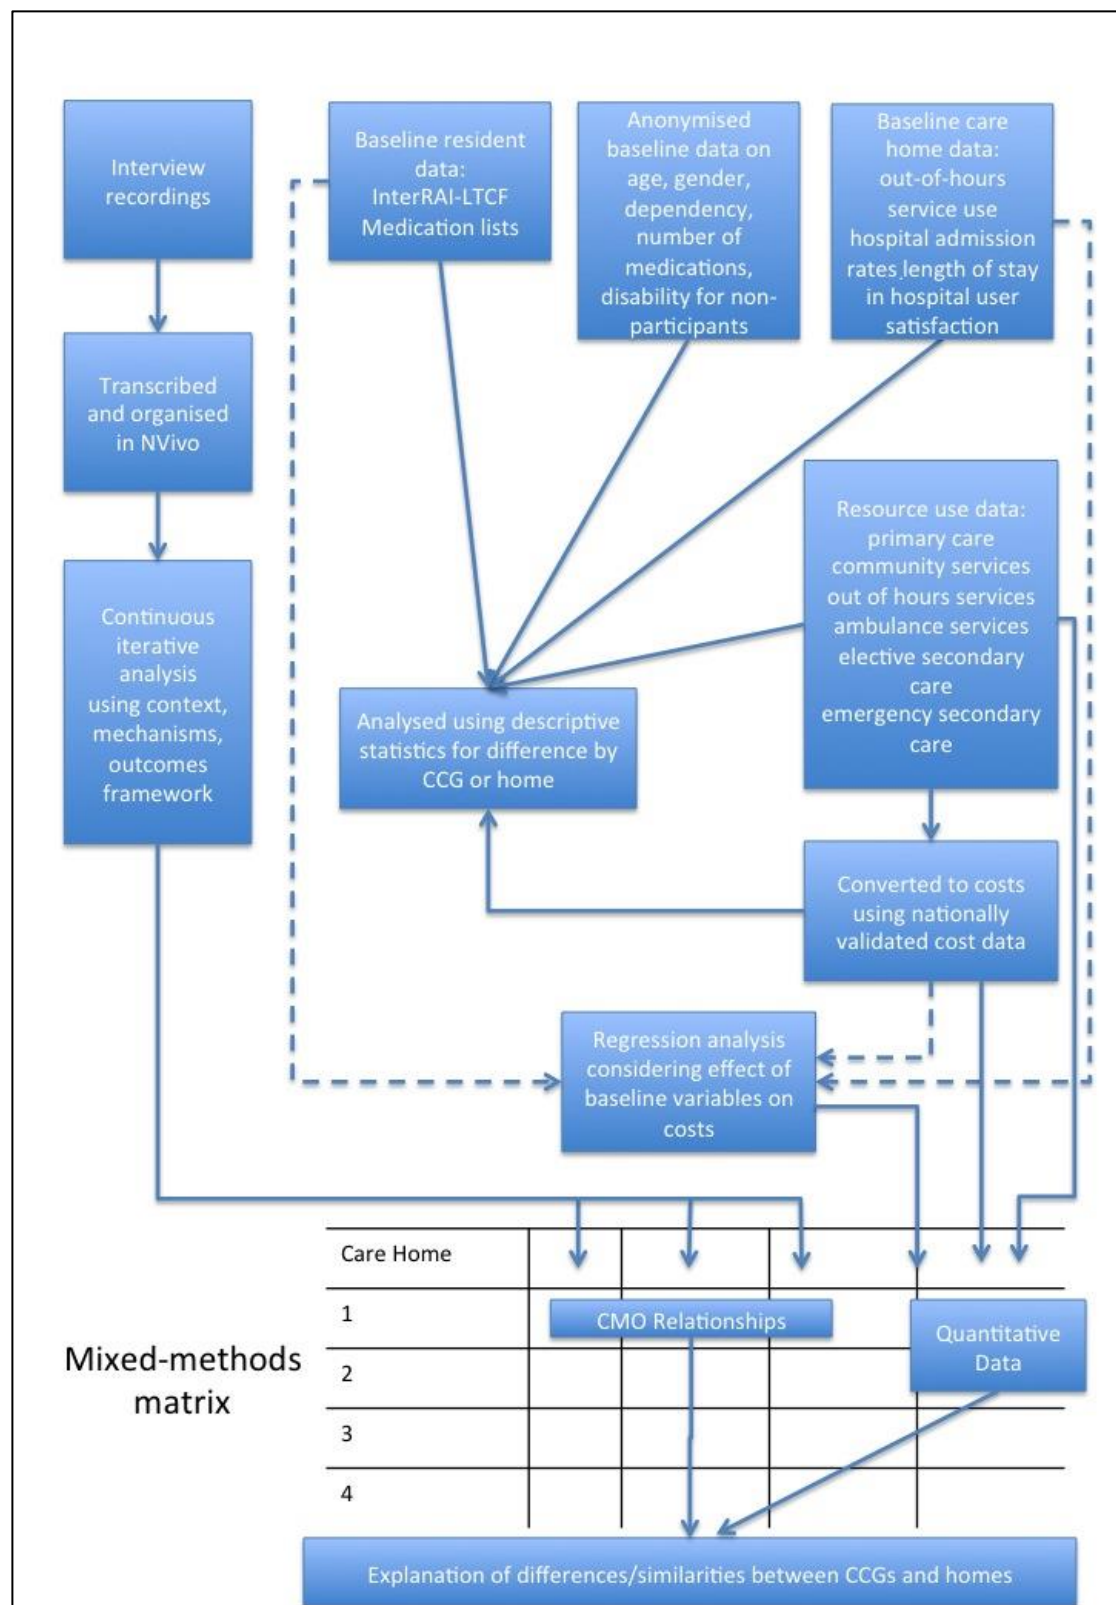 Interview
recordings
Baseline resident
data:
InterRAI-LTCF
Medication lists
Anonymised
baseline data on
age, gender,
dependency,
number of
medications,
disability for non-
participants
Baseline care
home data:
out-of-hours
service use
hospital admission
rates,length of stay
in hospital user
satisfaction
Transcribed
and organised
in NVivo
Resource use data:
primary care
community services
out of hours services
ambulance services
elective secondary
care
emergency secondary
care
Continuous
iterative
analysis
using context,
mechanisms,
outcomes
framework
Analysed using descriptive
statistics for difference by
CCG or home
Converted to costs
using nationally
validated cost data
Regression analysis
considering effect of
baseline variables on
costs
Mixed-methods
matrix
Care Home
1
2
3
4
CMO Relationships
Quantitative
Data
Explanation of differences/similarities between CCGs and homes